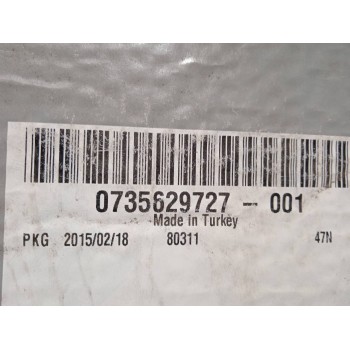 0735629727 - 001
Made in Turkey
PKG 2015/02/18 80311 47N